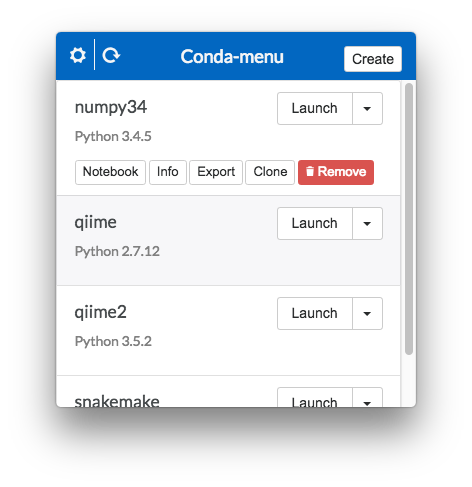 Conda-menu
Create
numpy34
Launch
Python 3.4.5
Notebook
Info
Export
Clone
Remove
qiime
Launch
Python 2.7.12
qiime2
Launch
Python 3.5.2
snakemake
Launch